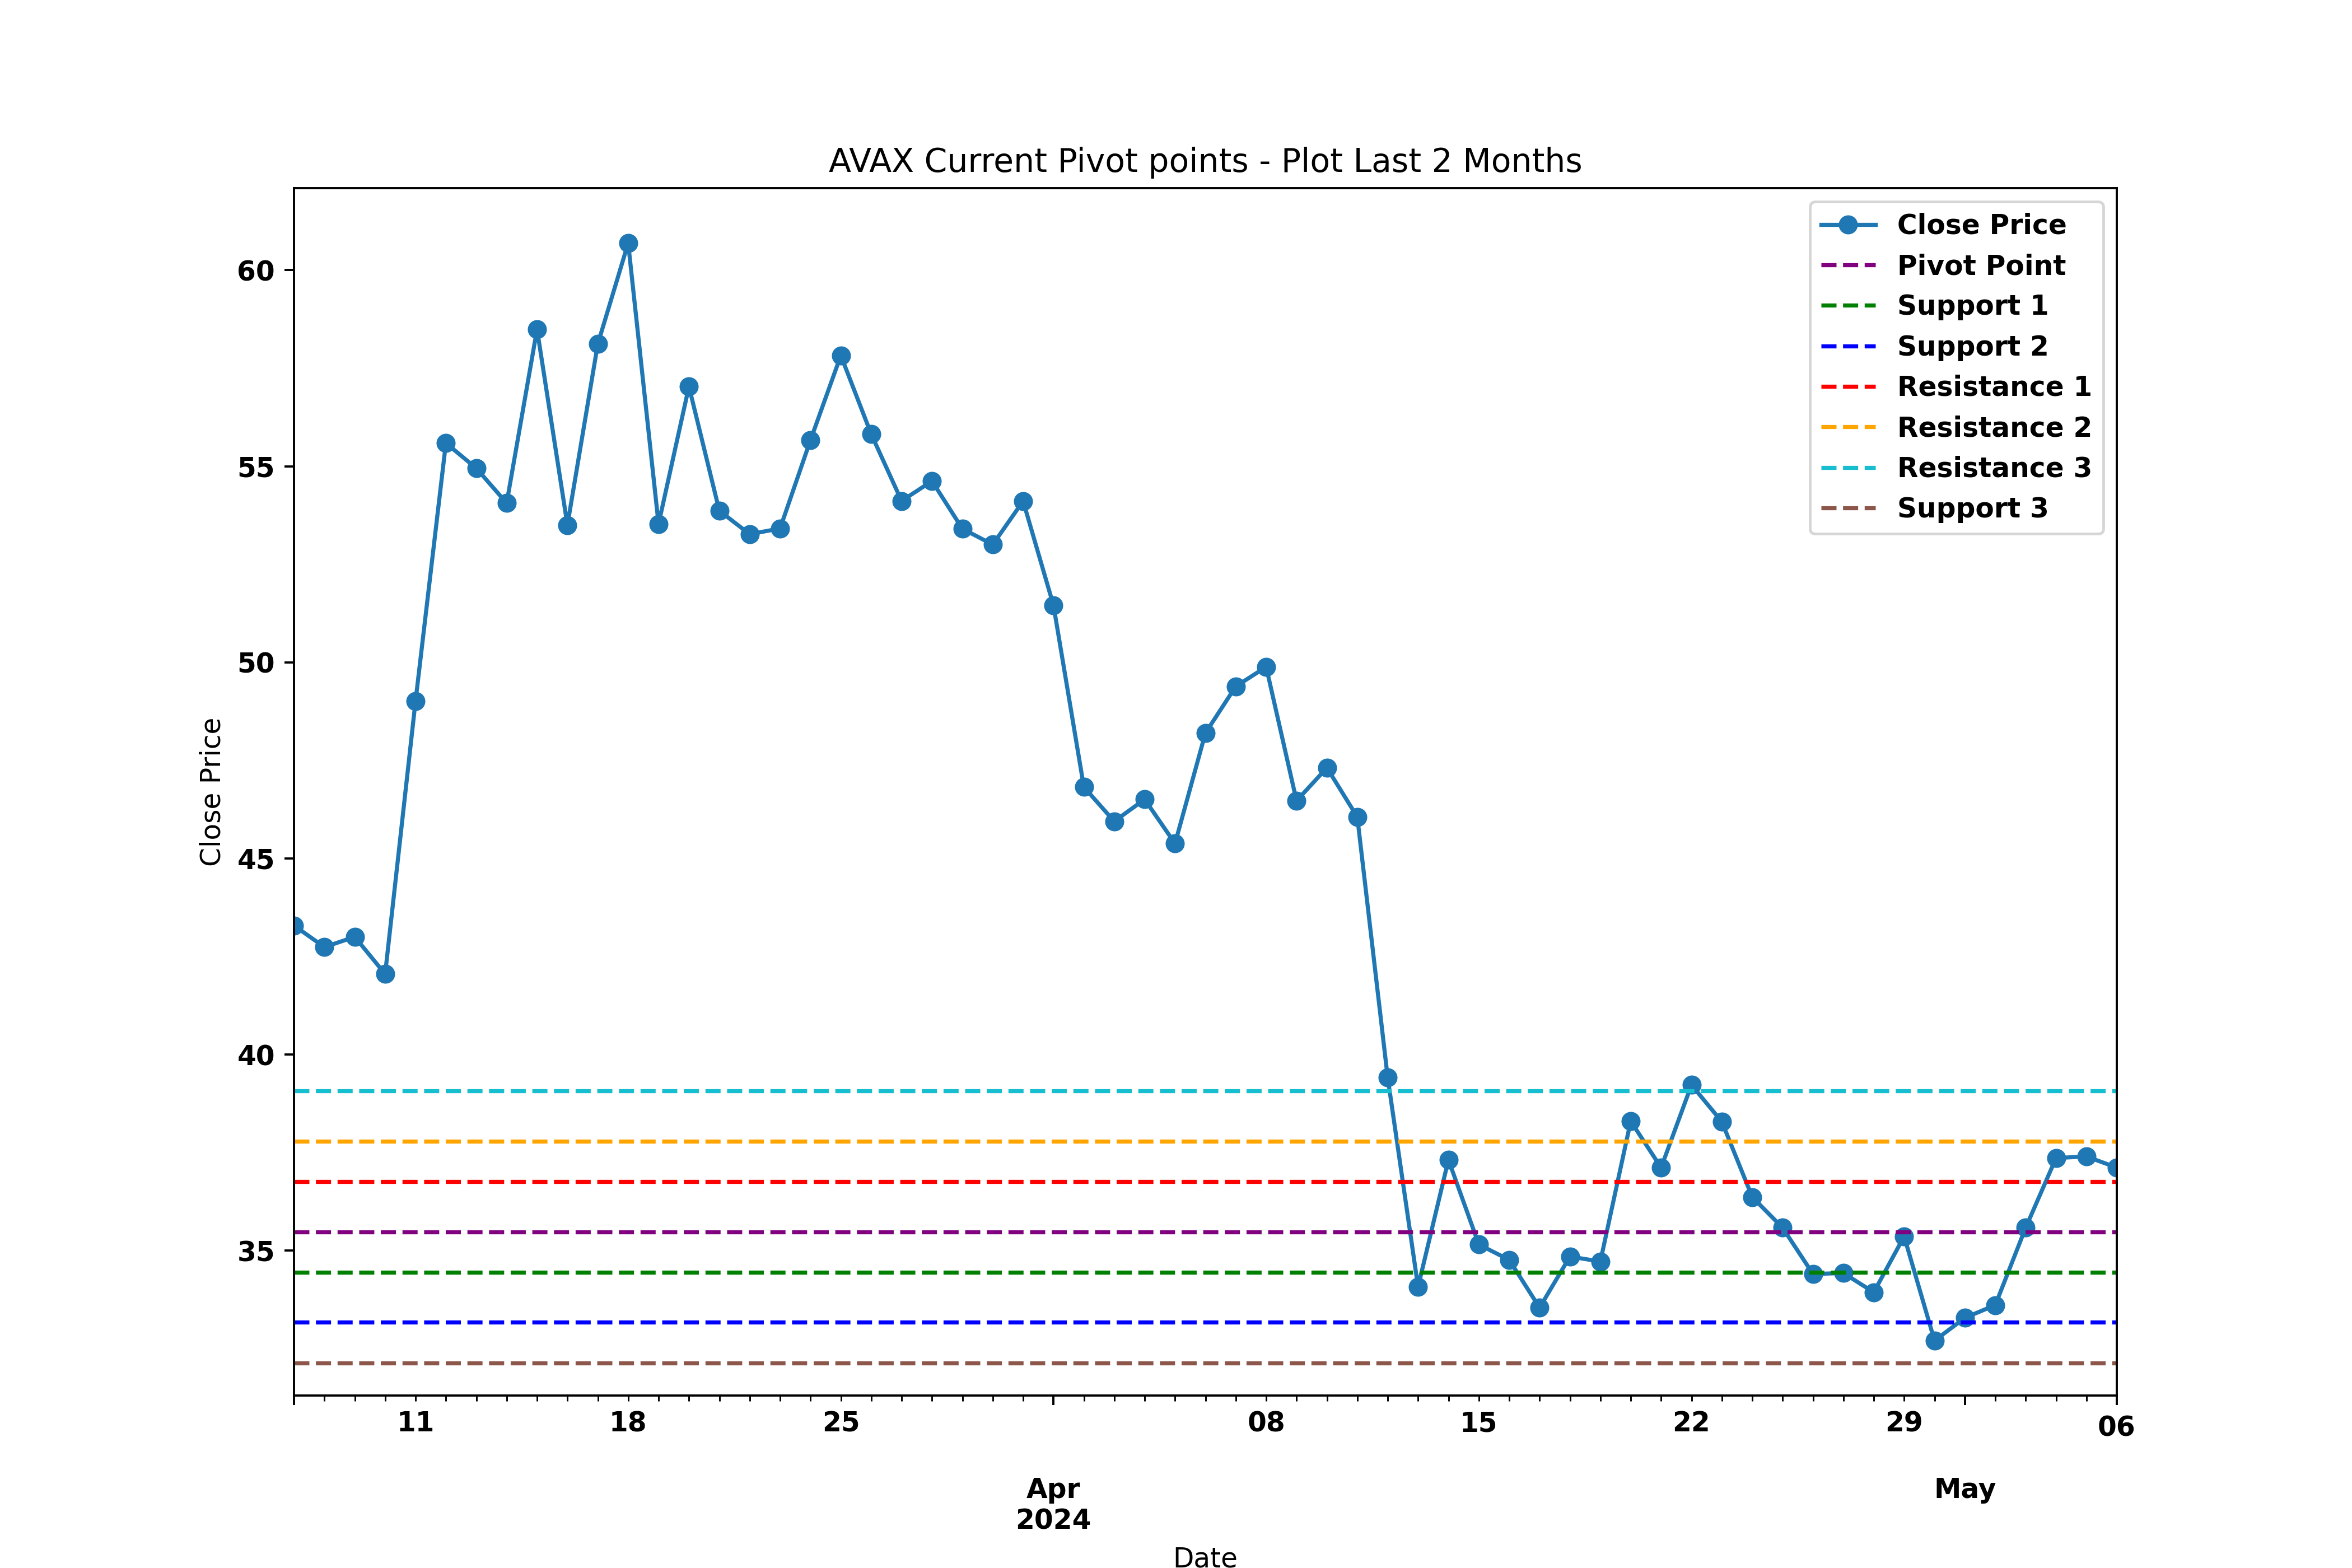 AVAX Current Pivot points - Plot Last 2 Months
Close Price
Pivot Point
Support 1
Support 2
Resistance 1
Resistance 2
Resistance 3
Support 3
60
55
50
45
40
35
Close Price
11 18 25 08 15 22 29 06
Apr May
2024
Date